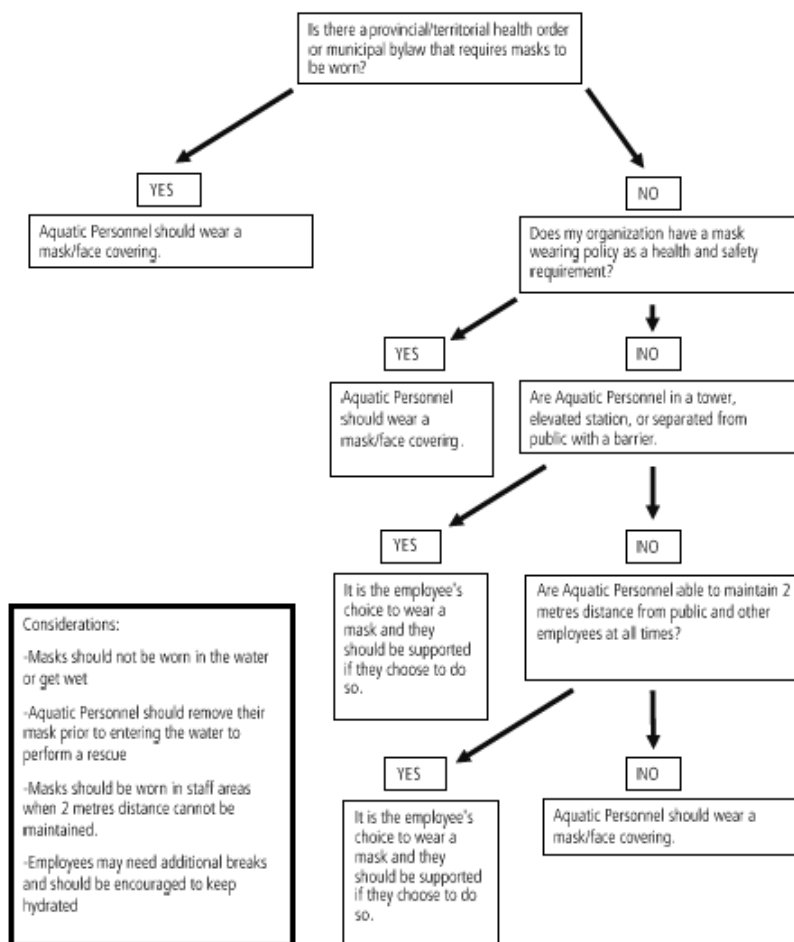 Is there a provincial/territorial health order
or municipal bylaw that requires masks to
be worn?
YES
NO
Aquatic Personnel should wear a
mask/face covering.
Does my organization have a mask
wearing policy as a health and safety
requirement?
YES
NO
Aquatic Personnel
should wear a
mask/face covering.
Are Aquatic Personnel in a tower,
elevated station, or separated from
public with a barrier.
YES
NO
It is the employee's
choice to wear a
mask and they
should be supported
if they choose to do
so.
Are Aquatic Personnel able to maintain 2
metres distance from public and other
employees at all times?
Considerations:
-Masks should not be worn in the water
or get wet
-Aquatic Personnel should remove their
mask prior to entering the water to
perform a rescue
-Masks should be worn in staff areas
when 2 metres distance cannot be
maintained.
-Employees may need additional breaks
and should be encouraged to keep
hydrated
YES
NO
It is the employee's
choice to wear a
mask and they
should be supported
if they choose to do
so.
Aquatic Personnel should wear a
mask/face covering.